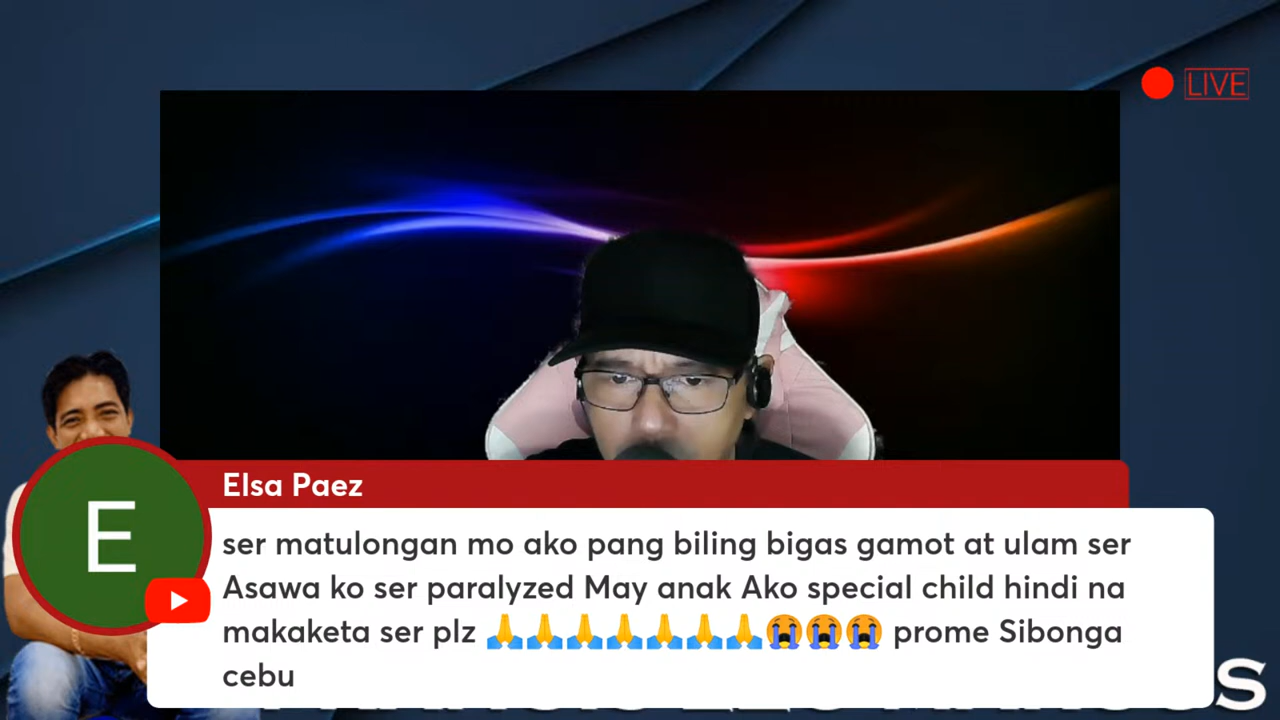 LIVE
Elsa Paez
E
ser matulongan mo ako pang biling bigas gamot at ulam ser
Asawa ko ser paralyzed May anak Ako special child hindi na
makaketa ser plz 🙏🙏🙏🙏🙏🙏🙏😭😭😭 prome Sibonga
cebu